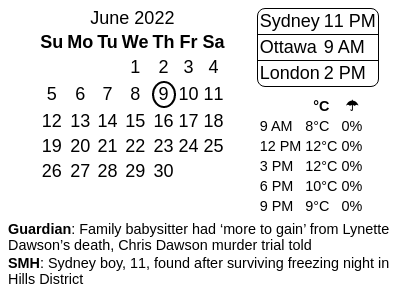 June 2022
Su Mo Tu We Th Fr Sa
1 2 3 4
5 6 7 8 9 10 11
12 13 14 15 16 17 18
19 20 21 22 23 24 25
26 27 28 29 30
Sydney 11 PM
Ottawa 9 AM
London 2 PM
°C ☂
9 AM 8°C 0%
12 PM 12°C 0%
3 PM 12°C 0%
6 PM 10°C 0%
9 PM 9°C 0%
Guardian: Family babysitter had ‘more to gain’ from Lynette
Dawson’s death, Chris Dawson murder trial told
SMH: Sydney boy, 11, found after surviving freezing night in
Hills District